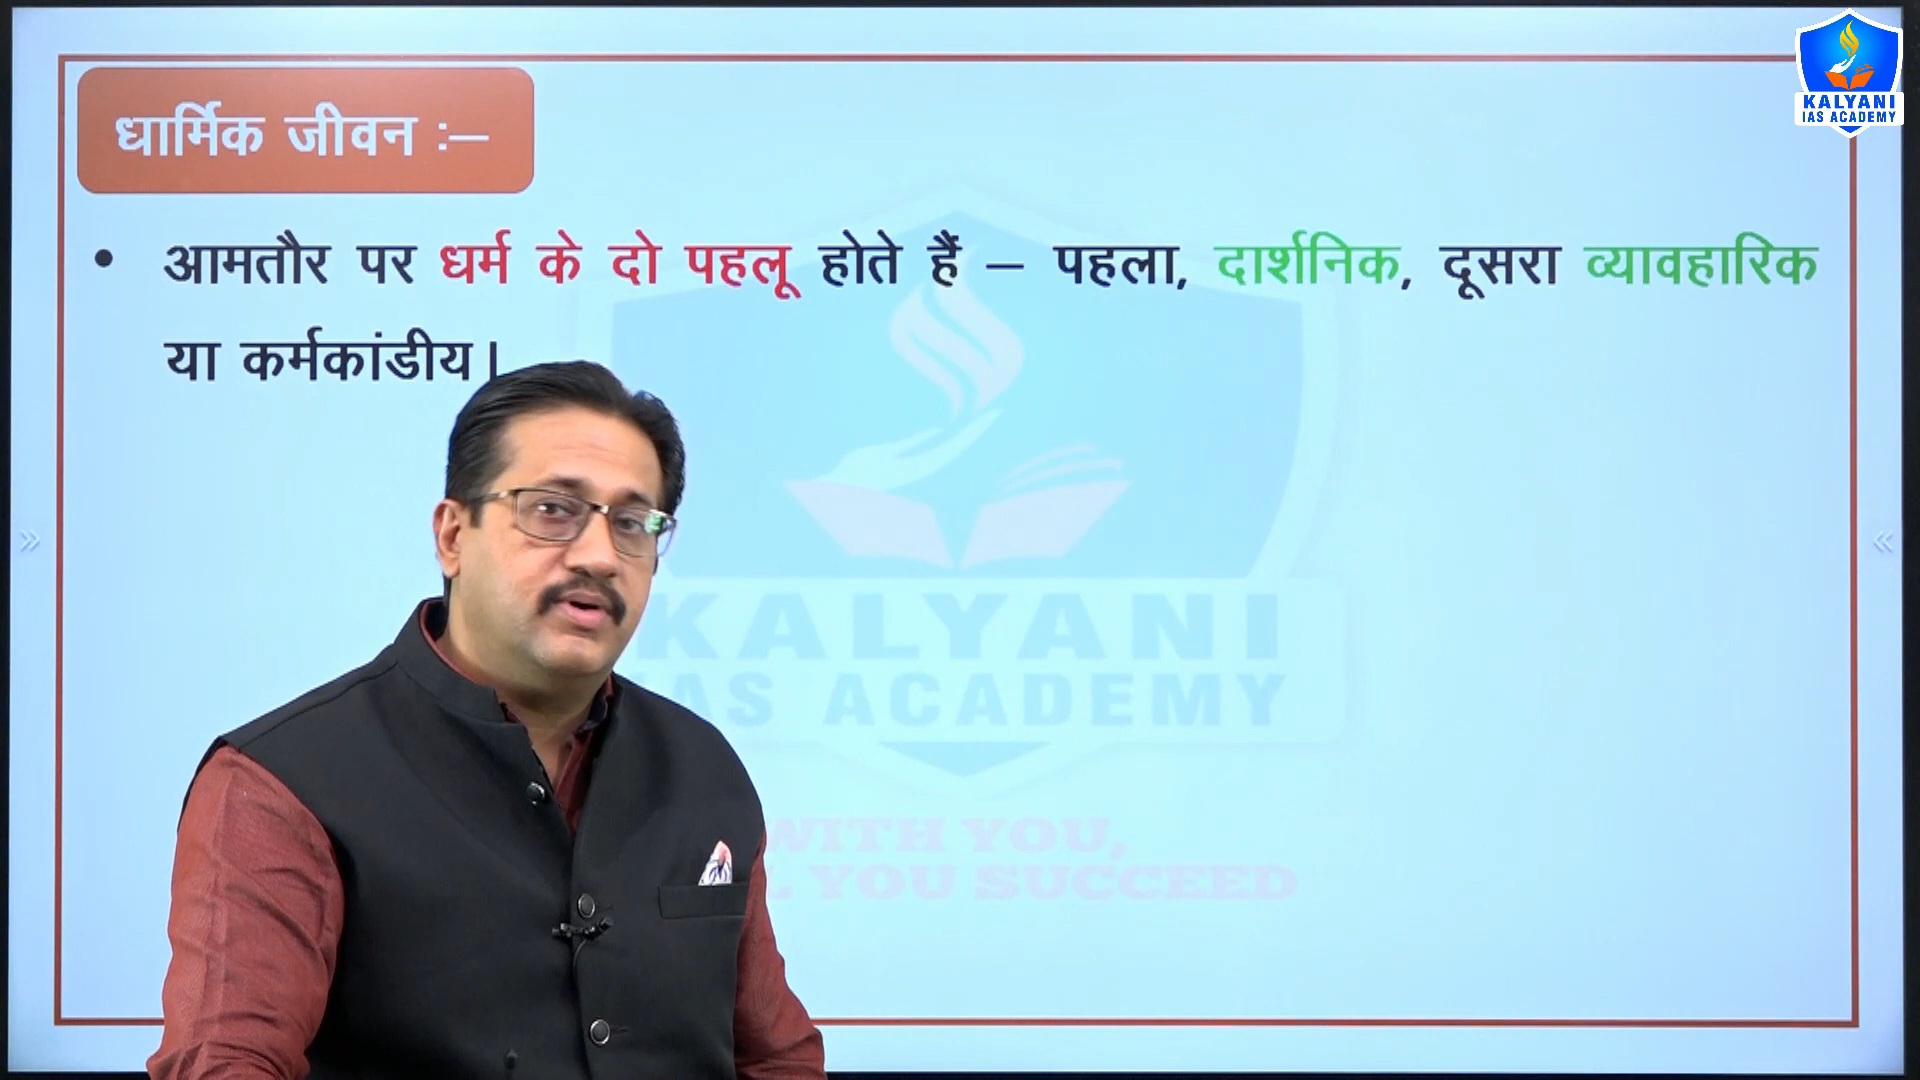 धार्मिक जीवन :–
• आमतौर पर धर्म के दो पहलू होते हैं – पहला, दार्शनिक, दूसरा व्यावहारिक
या कर्मकांडीय।
KALYANI
IAS ACADEMY
KALYANI
IAS ACADEMY
WITH YOU,
YOU SUCCEED